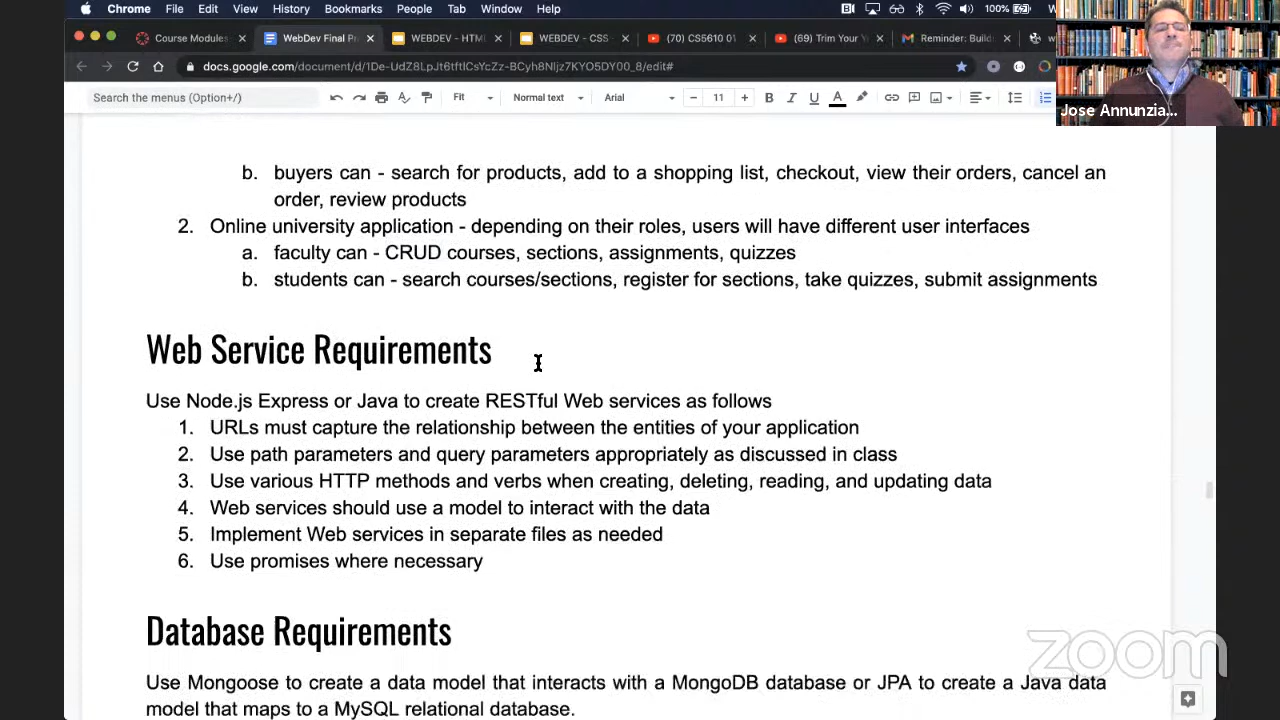 Chrome File Edit View History Bookmarks People Tab Window Help 100%
Course Modules WebDev Final P WEBDEV - HTM WEBDEV - CSS (70) CS5610 01 (69) Trim Your Gmail Reminder: Build
docs.google.com/document/d/1De-UdZ8LpJt6tftlCsYcZz-BCyh8NIjz7KYO5DY00_8/edit#
Search the menus (Option+/) Fit Normal text Arial 11 B I U A
Jose Annunzia...
b. buyers can - search for products, add to a shopping list, checkout, view their orders, cancel an
order, review products
2. Online university application - depending on their roles, users will have different user interfaces
a. faculty can - CRUD courses, sections, assignments, quizzes
b. students can - search courses/sections, register for sections, take quizzes, submit assignments
Web Service Requirements
Use Node.js Express or Java to create RESTful Web services as follows
1. URLs must capture the relationship between the entities of your application
2. Use path parameters and query parameters appropriately as discussed in class
3. Use various HTTP methods and verbs when creating, deleting, reading, and updating data
4. Web services should use a model to interact with the data
5. Implement Web services in separate files as needed
6. Use promises where necessary
Database Requirements
Use Mongoose to create a data model that interacts with a MongoDB database or JPA to create a Java data
model that maps to a MySQL relational database.
zoom